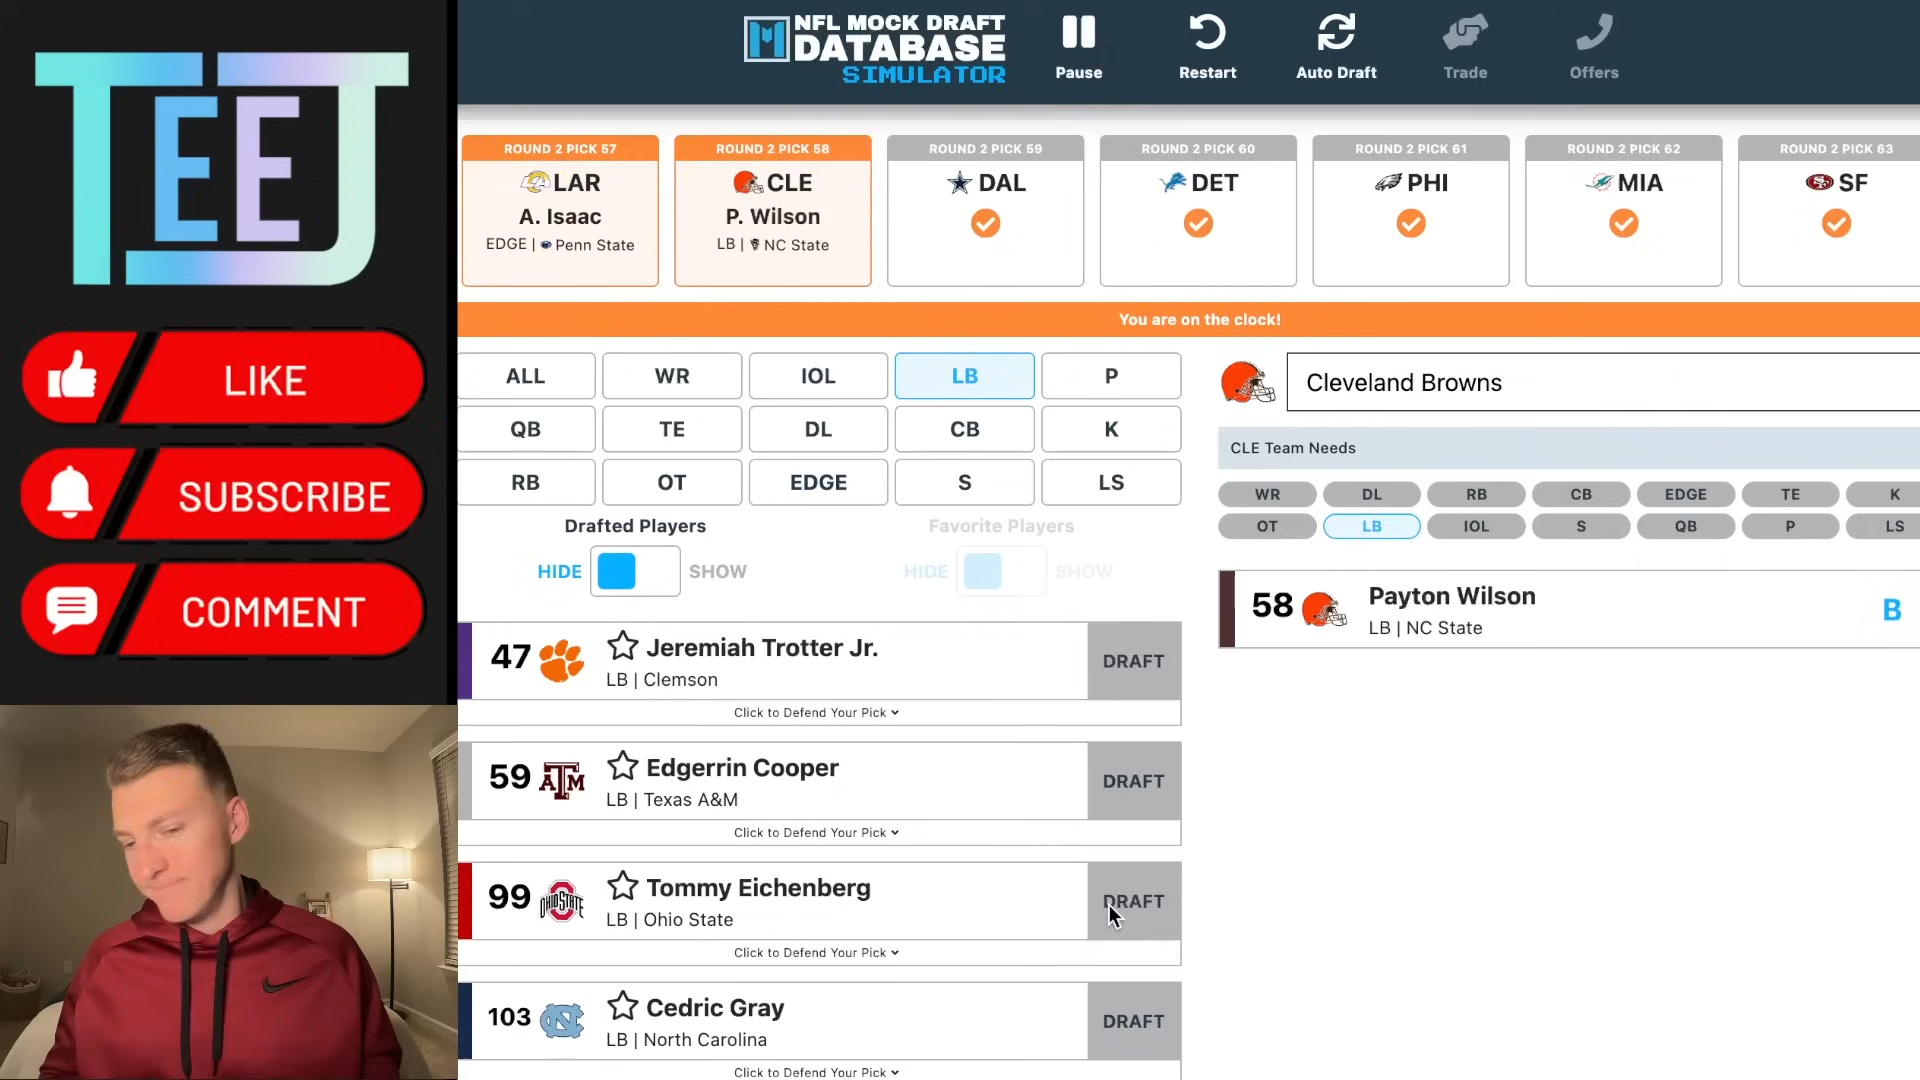 TEEJ
LIKE
SUBSCRIBE
COMMENT
NFL MOCK DRAFT
DATABASE
SIMULATOR
Pause
Restart
Auto Draft
Trade
Offers
ROUND 2 PICK 57
LAR
A. Isaac
EDGE | Penn State
ROUND 2 PICK 58
CLE
P. Wilson
LB | NC State
ROUND 2 PICK 59
DAL
ROUND 2 PICK 60
DET
ROUND 2 PICK 61
PHI
ROUND 2 PICK 62
MIA
ROUND 2 PICK 63
SF
You are on the clock!
ALL WR IOL LB P
QB TE DL CB K
RB OT EDGE S LS
Drafted Players
HIDE SHOW
Favorite Players
HIDE SHOW
47 Jeremiah Trotter Jr.
LB | Clemson
DRAFT
Click to Defend Your Pick
59 ATM Edgerrin Cooper
LB | Texas A&M
DRAFT
Click to Defend Your Pick
99 OHIO STATE Tommy Eichenberg
LB | Ohio State
DRAFT
Click to Defend Your Pick
103 NC Cedric Gray
LB | North Carolina
DRAFT
Click to Defend Your Pick
Cleveland Browns
CLE Team Needs
WR DL RB CB EDGE TE K
OT LB IOL S QB P LS
58 Payton Wilson
LB | NC State
B